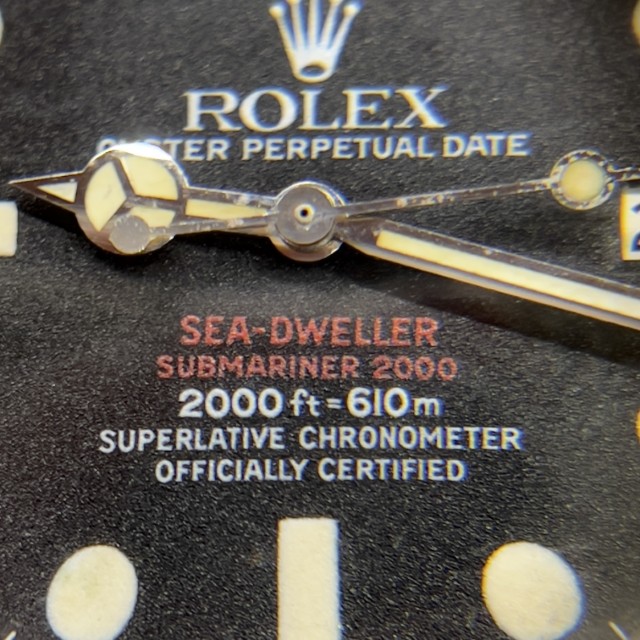 ROLEX
OYSTER PERPETUAL DATE
SEA-DWELLER
SUBMARINER 2000
2000 ft = 610 m
SUPERLATIVE CHRONOMETER
OFFICIALLY CERTIFIED